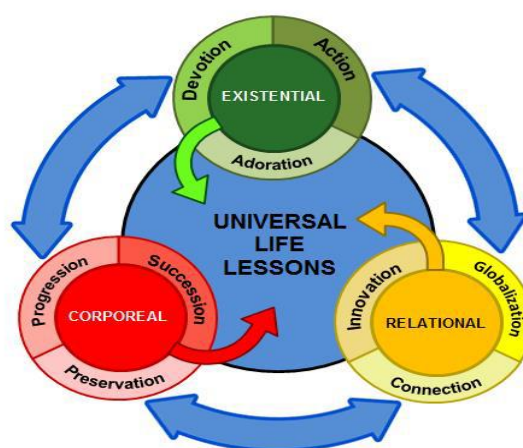 Devotion
Action
EXISTENTIAL
Adoration
UNIVERSAL
LIFE
LESSONS
Progression
Succession
CORPOREAL
Preservation
Innovation
Globalization
RELATIONAL
Connection